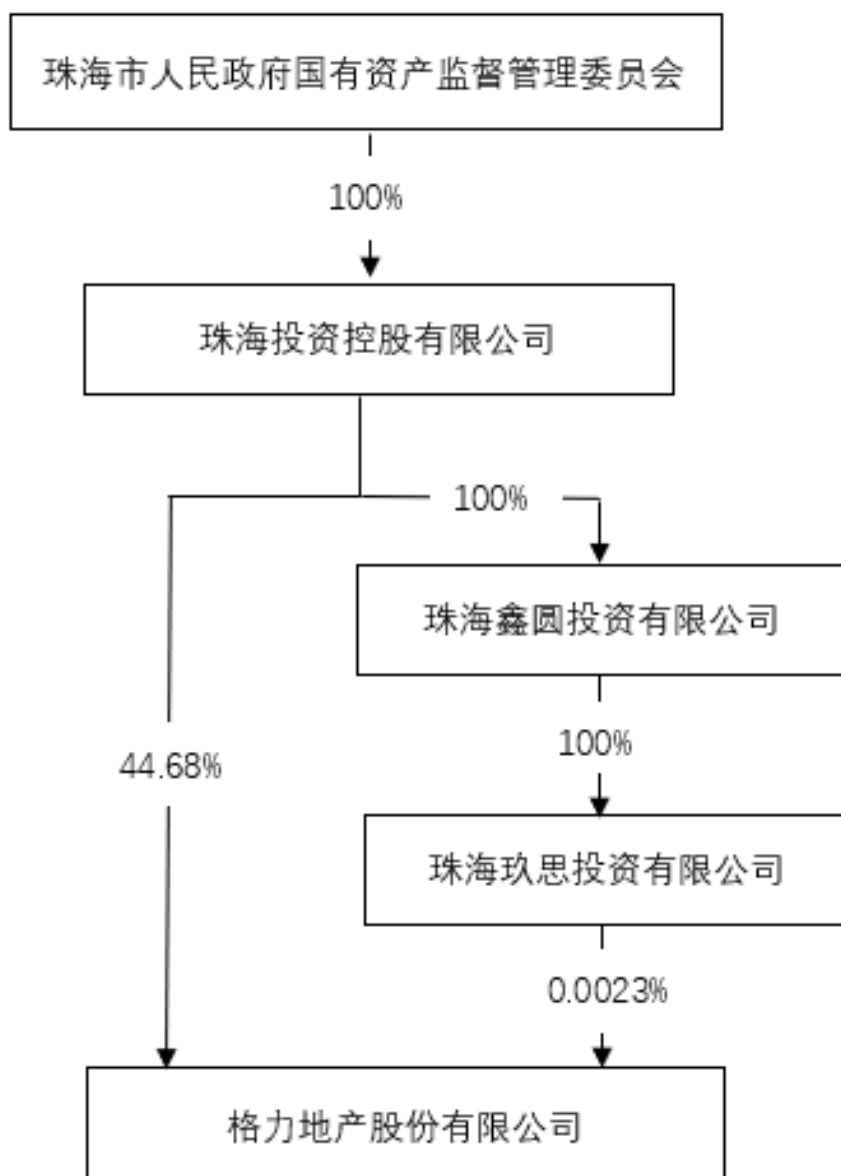 珠海市人民政府国有资产监督管理委员会
100%
珠海投资控股有限公司
100%
珠海鑫圆投资有限公司
100%
44.68%
珠海玖思投资有限公司
0.0023%
格力地产股份有限公司